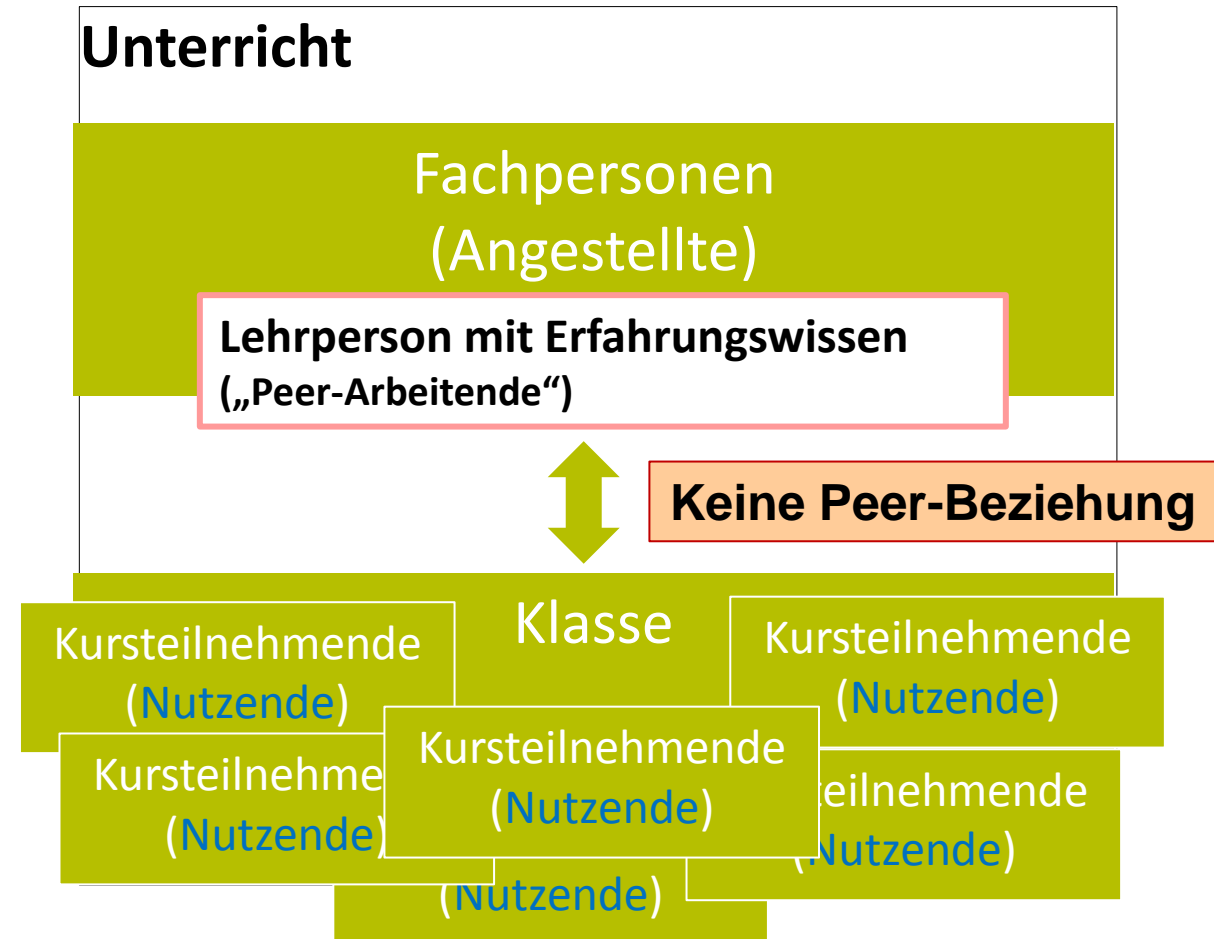 Unterricht
Fachpersonen
(Angestellte)
Lehrperson mit Erfahrungswissen
(„Peer-Arbeitende“)
Keine Peer-Beziehung
Klasse
Kursteilnehmende
(Nutzende)
Kursteilnehmende
(Nutzende)
Kursteilnehme
(Nutzende)
Kursteilnehmende
(Nutzende)
eilnehmende
(Nutzende)
(Nutzende)